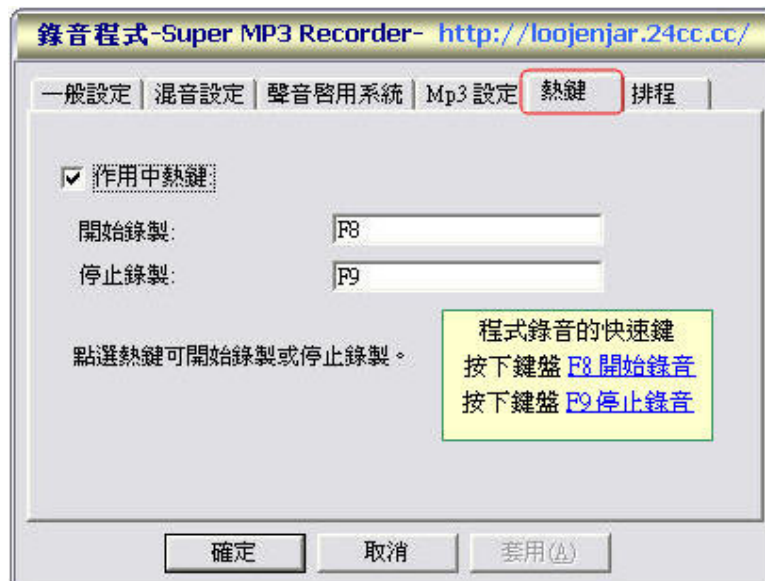 錄音程式-Super MP3 Recorder- http://loojenjar.24cc.cc/
一般設定 混音設定 聲音啓用系統 Mp3 設定 熱鍵 排程
作用中熱鍵:
開始錄製: F8
停止錄製: F9
點選熱鍵可開始錄製或停止錄製。
程式錄音的快速鍵
按下鍵盤 F8 開始錄音
按下鍵盤 F9 停止錄音
確定 取消 套用(A)